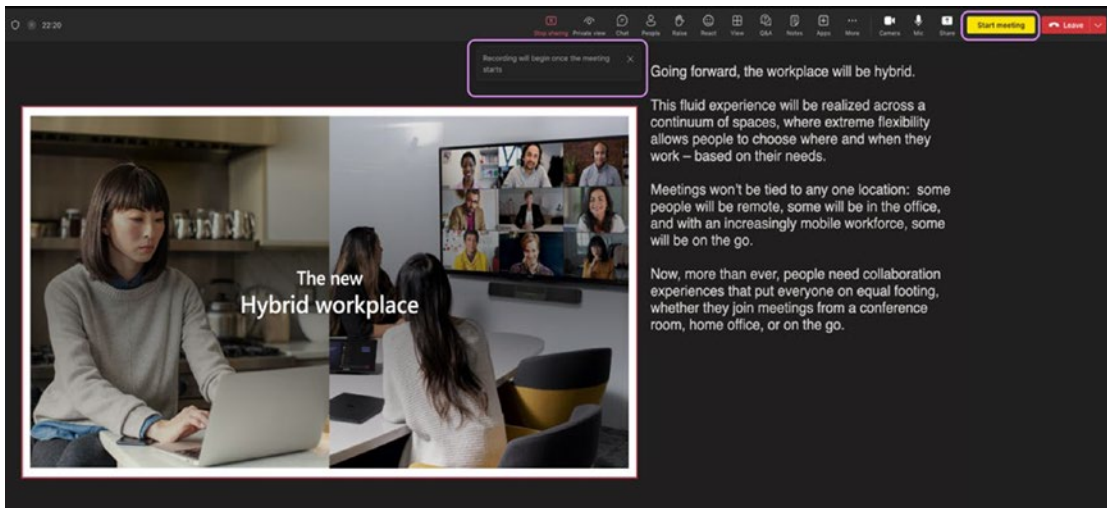 22:20
Stop sharing Private view Chat People Raise React View Q&A Notes Apps More Camera Mic Share Start meeting Leave
Recording will begin once the meeting
starts
Going forward, the workplace will be hybrid.
This fluid experience will be realized across a
continuum of spaces, where extreme flexibility
allows people to choose where and when they
work – based on their needs.
Meetings won't be tied to any one location:  some
people will be remote, some will be in the office,
and with an increasingly mobile workforce, some
will be on the go.
Now, more than ever, people need collaboration
experiences that put everyone on equal footing,
whether they join meetings from a conference
room, home office, or on the go.
The new
Hybrid workplace